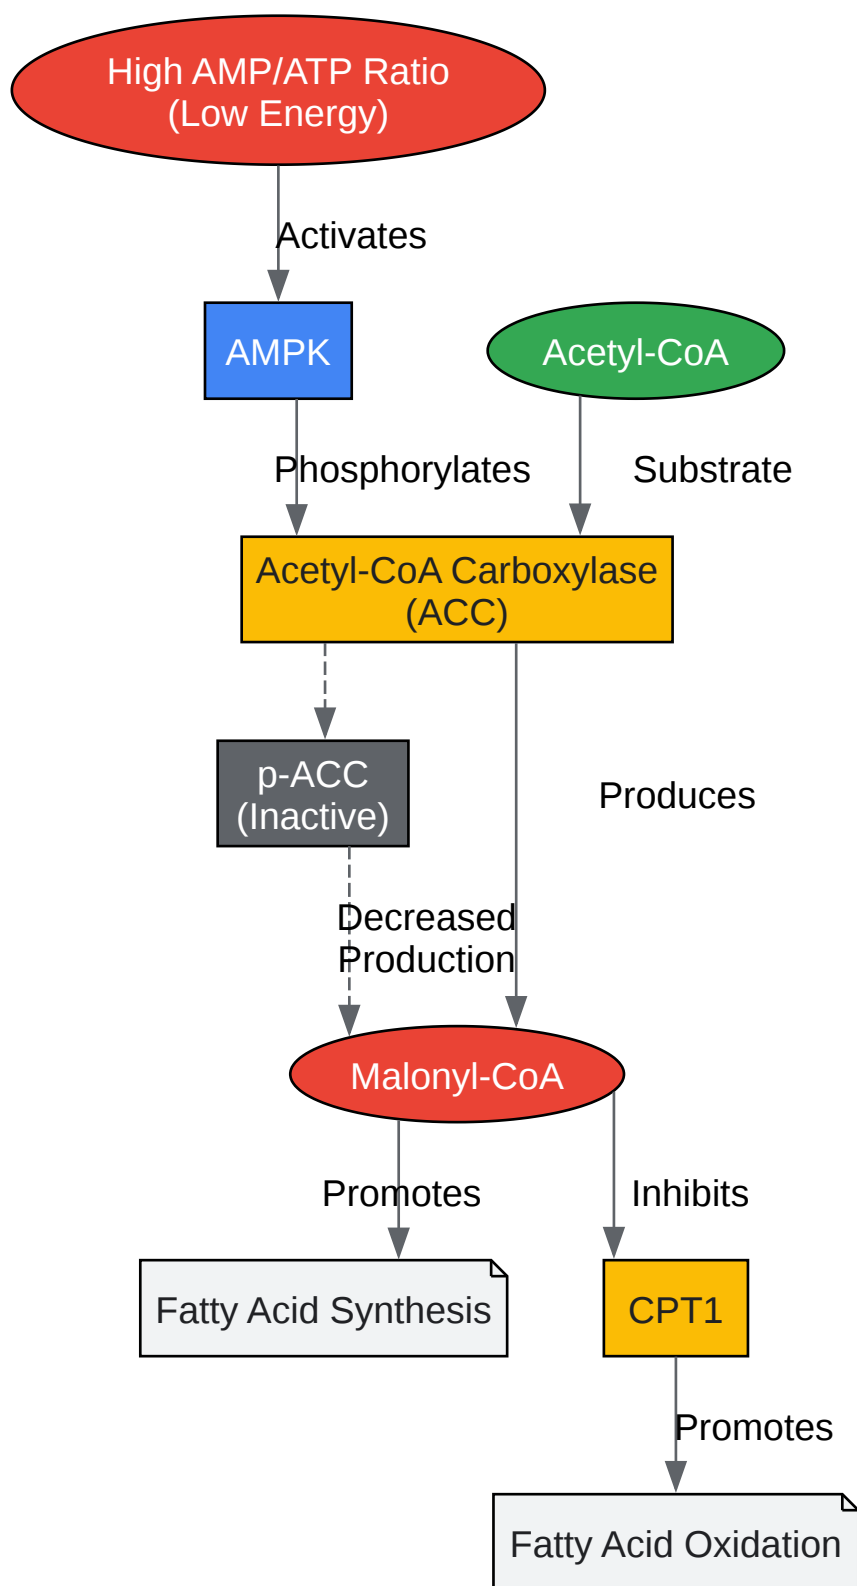 High AMP/ATP Ratio
(Low Energy)
Activates
AMPK
Acetyl-CoA
Phosphorylates
Substrate
Acetyl-CoA Carboxylase
(ACC)
p-ACC
(Inactive)
Produces
Decreased
Production
Malonyl-CoA
Promotes
Inhibits
Fatty Acid Synthesis
CPT1
Promotes
Fatty Acid Oxidation